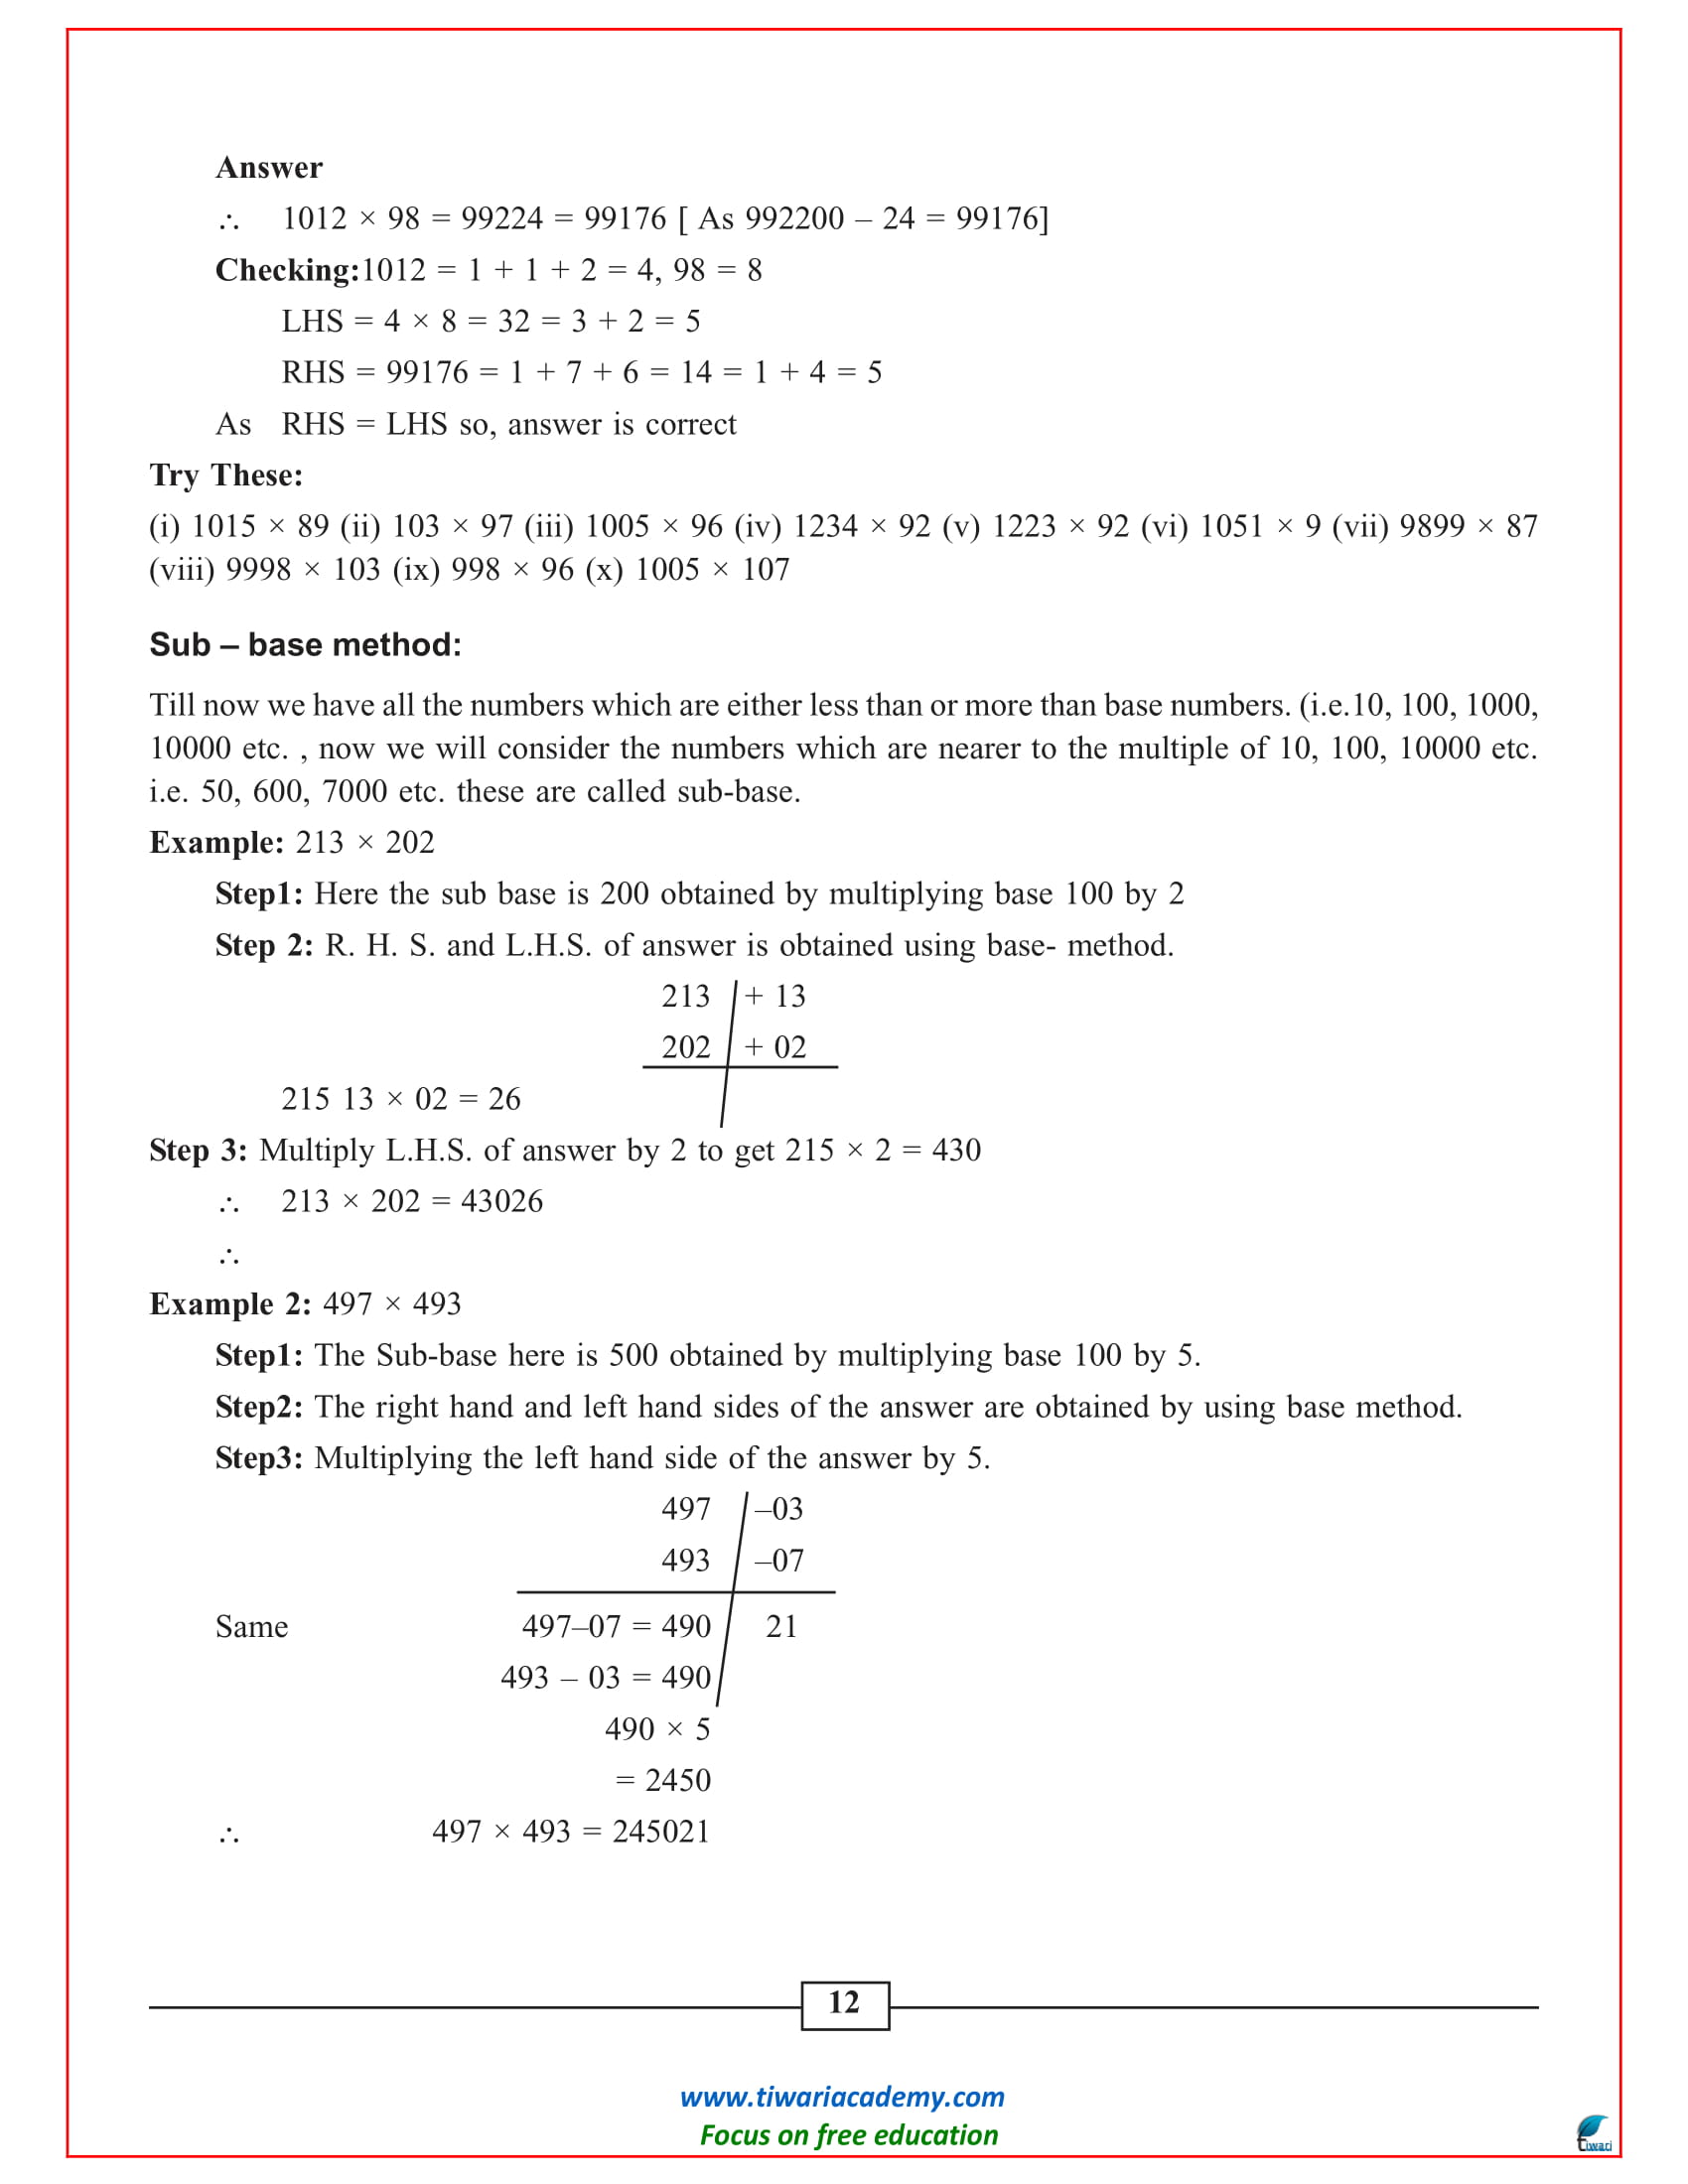 Answer
∴ 1012 × 98 = 99224 = 99176 [ As 992200 – 24 = 99176]
Checking:1012 = 1 + 1 + 2 = 4, 98 = 8
LHS = 4 × 8 = 32 = 3 + 2 = 5
RHS = 99176 = 1 + 7 + 6 = 14 = 1 + 4 = 5
As RHS = LHS so, answer is correct
Try These:
(i) 1015 × 89 (ii) 103 × 97 (iii) 1005 × 96 (iv) 1234 × 92 (v) 1223 × 92 (vi) 1051 × 9 (vii) 9899 × 87
(viii) 9998 × 103 (ix) 998 × 96 (x) 1005 × 107
Sub – base method:
Till now we have all the numbers which are either less than or more than base numbers. (i.e.10, 100, 1000,
10000 etc. , now we will consider the numbers which are nearer to the multiple of 10, 100, 10000 etc.
i.e. 50, 600, 7000 etc. these are called sub-base.
Example: 213 × 202
Step1: Here the sub base is 200 obtained by multiplying base 100 by 2
Step 2: R. H. S. and L.H.S. of answer is obtained using base- method.
213 + 13
202 + 02
215 13 × 02 = 26
Step 3: Multiply L.H.S. of answer by 2 to get 215 × 2 = 430
∴ 213 × 202 = 43026
∴
Example 2: 497 × 493
Step1: The Sub-base here is 500 obtained by multiplying base 100 by 5.
Step2: The right hand and left hand sides of the answer are obtained by using base method.
Step3: Multiplying the left hand side of the answer by 5.
497 –03
493 –07
Same 497–07 = 490 21
493 – 03 = 490
490 × 5
= 2450
∴ 497 × 493 = 245021
12
www.tiwariacademy.com
Focus on free education
Tiwari